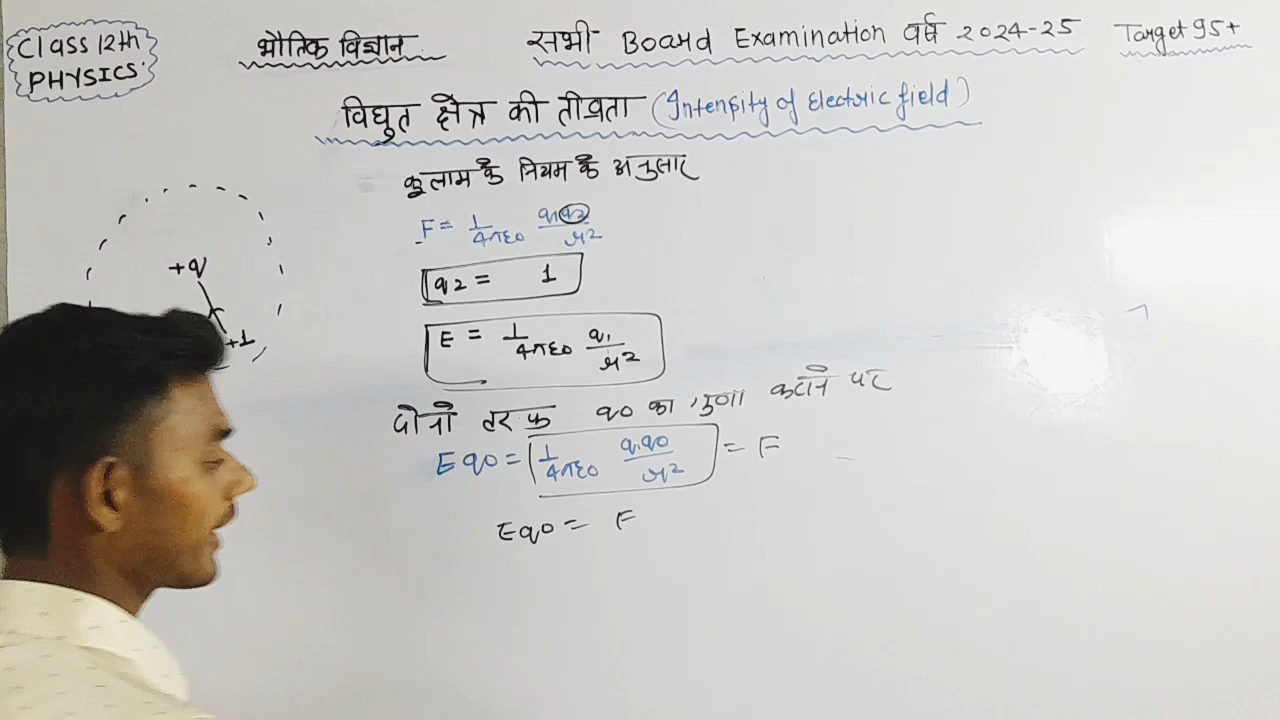 Class 12th
PHYSICS
भौतिक विज्ञान
सभी Board Examination वर्ष 2024-25
Target 95+
विद्युत क्षेत्र की तीव्रता (Intensity of Electric field)
कूलाम के नियम के अनुसार
F = 1/4πε0 q1q2/r²
q2 = 1
E = 1/4πε0 q1/r²
दोनो तरफ q0 का गुणा कराने पर
Eq0 = 1/4πε0 q1q0/r² = F
Eq0 = F
+q
+1